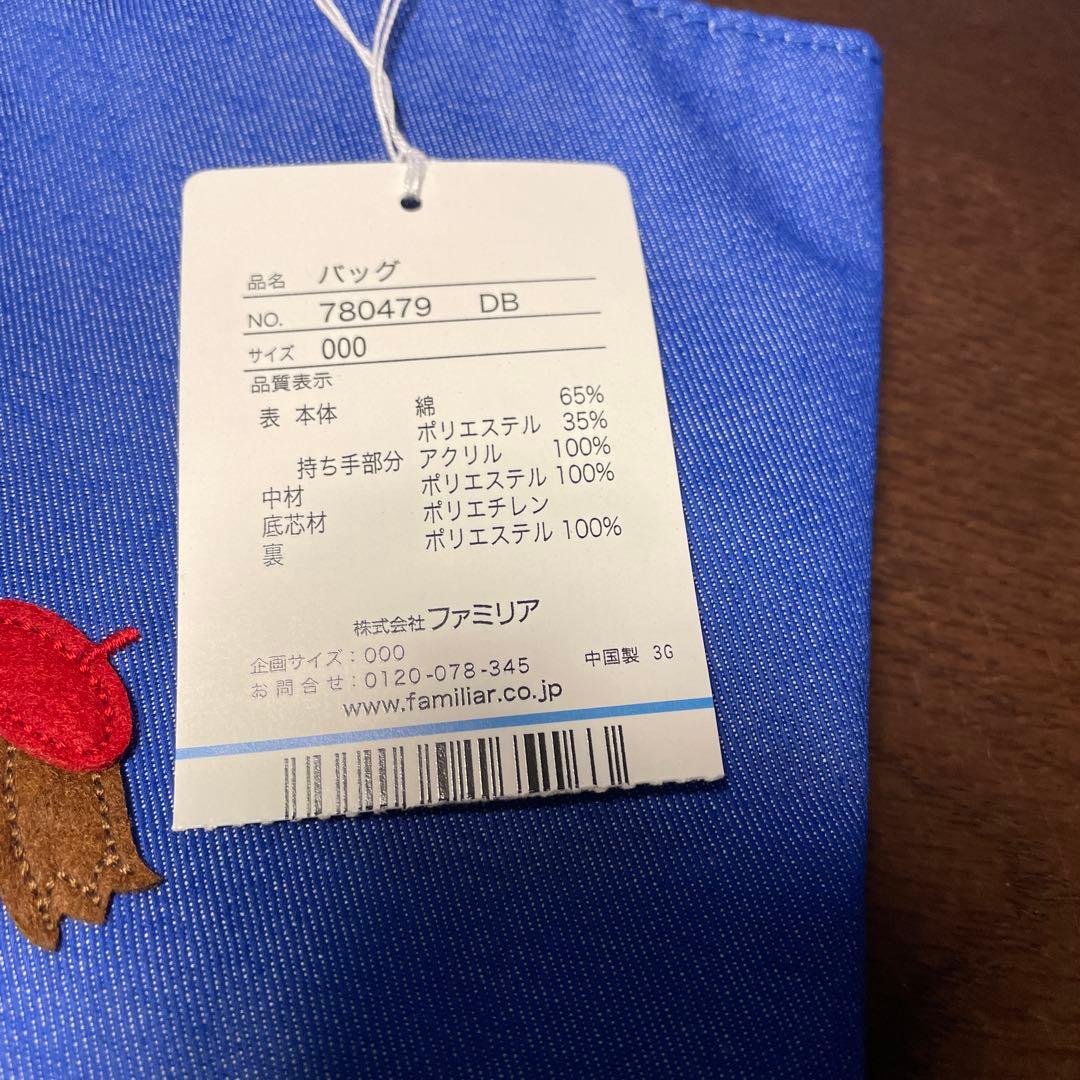 品名 バッグ
NO. 780479 DB
サイズ 000
品質表示
表 本体 綿 65%
ポリエステル 35%
持ち手部分 アクリル 100%
中材 ポリエステル 100%
底芯材 ポリエチレン
裏 ポリエステル 100%
株式会社ファミリア
企画サイズ：000
お問合せ：0120-078-345 中国製 3G
www.familiar.co.jp